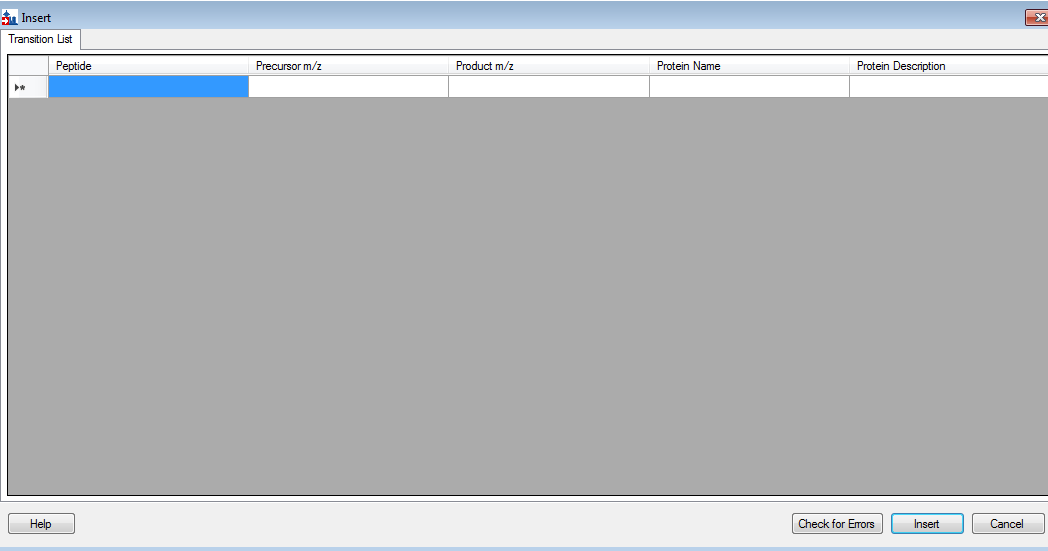 Insert
Transition List
Peptide Precursor m/z Product m/z Protein Name Protein Description
Help Check for Errors Insert Cancel